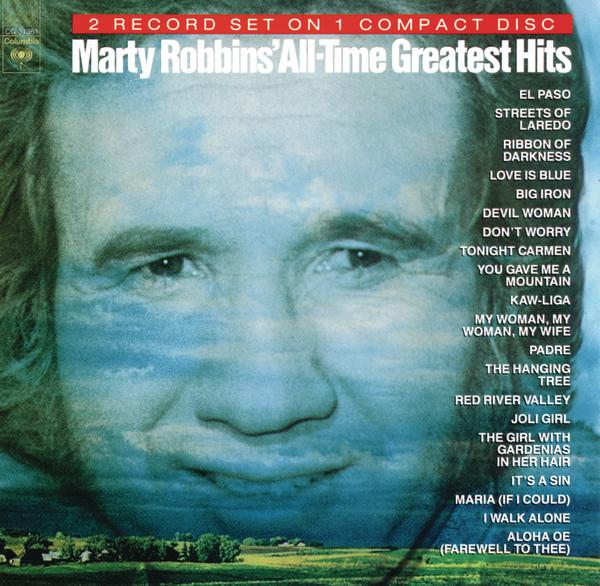 2 RECORD SET ON 1 COMPACT DISC
CG 31361
Columbia
Marty Robbins' All-Time Greatest Hits
EL PASO
STREETS OF
LAREDO
RIBBON OF
DARKNESS
LOVE IS BLUE
BIG IRON
DEVIL WOMAN
DON'T WORRY
TONIGHT CARMEN
YOU GAVE ME A
MOUNTAIN
KAW-LIGA
MY WOMAN, MY
WOMAN, MY WIFE
PADRE
THE HANGING
TREE
RED RIVER VALLEY
JOLI GIRL
THE GIRL WITH
GARDENIAS
IN HER HAIR
IT'S A SIN
MARIA (IF I COULD)
I WALK ALONE
ALOHA OE
(FAREWELL TO THEE)